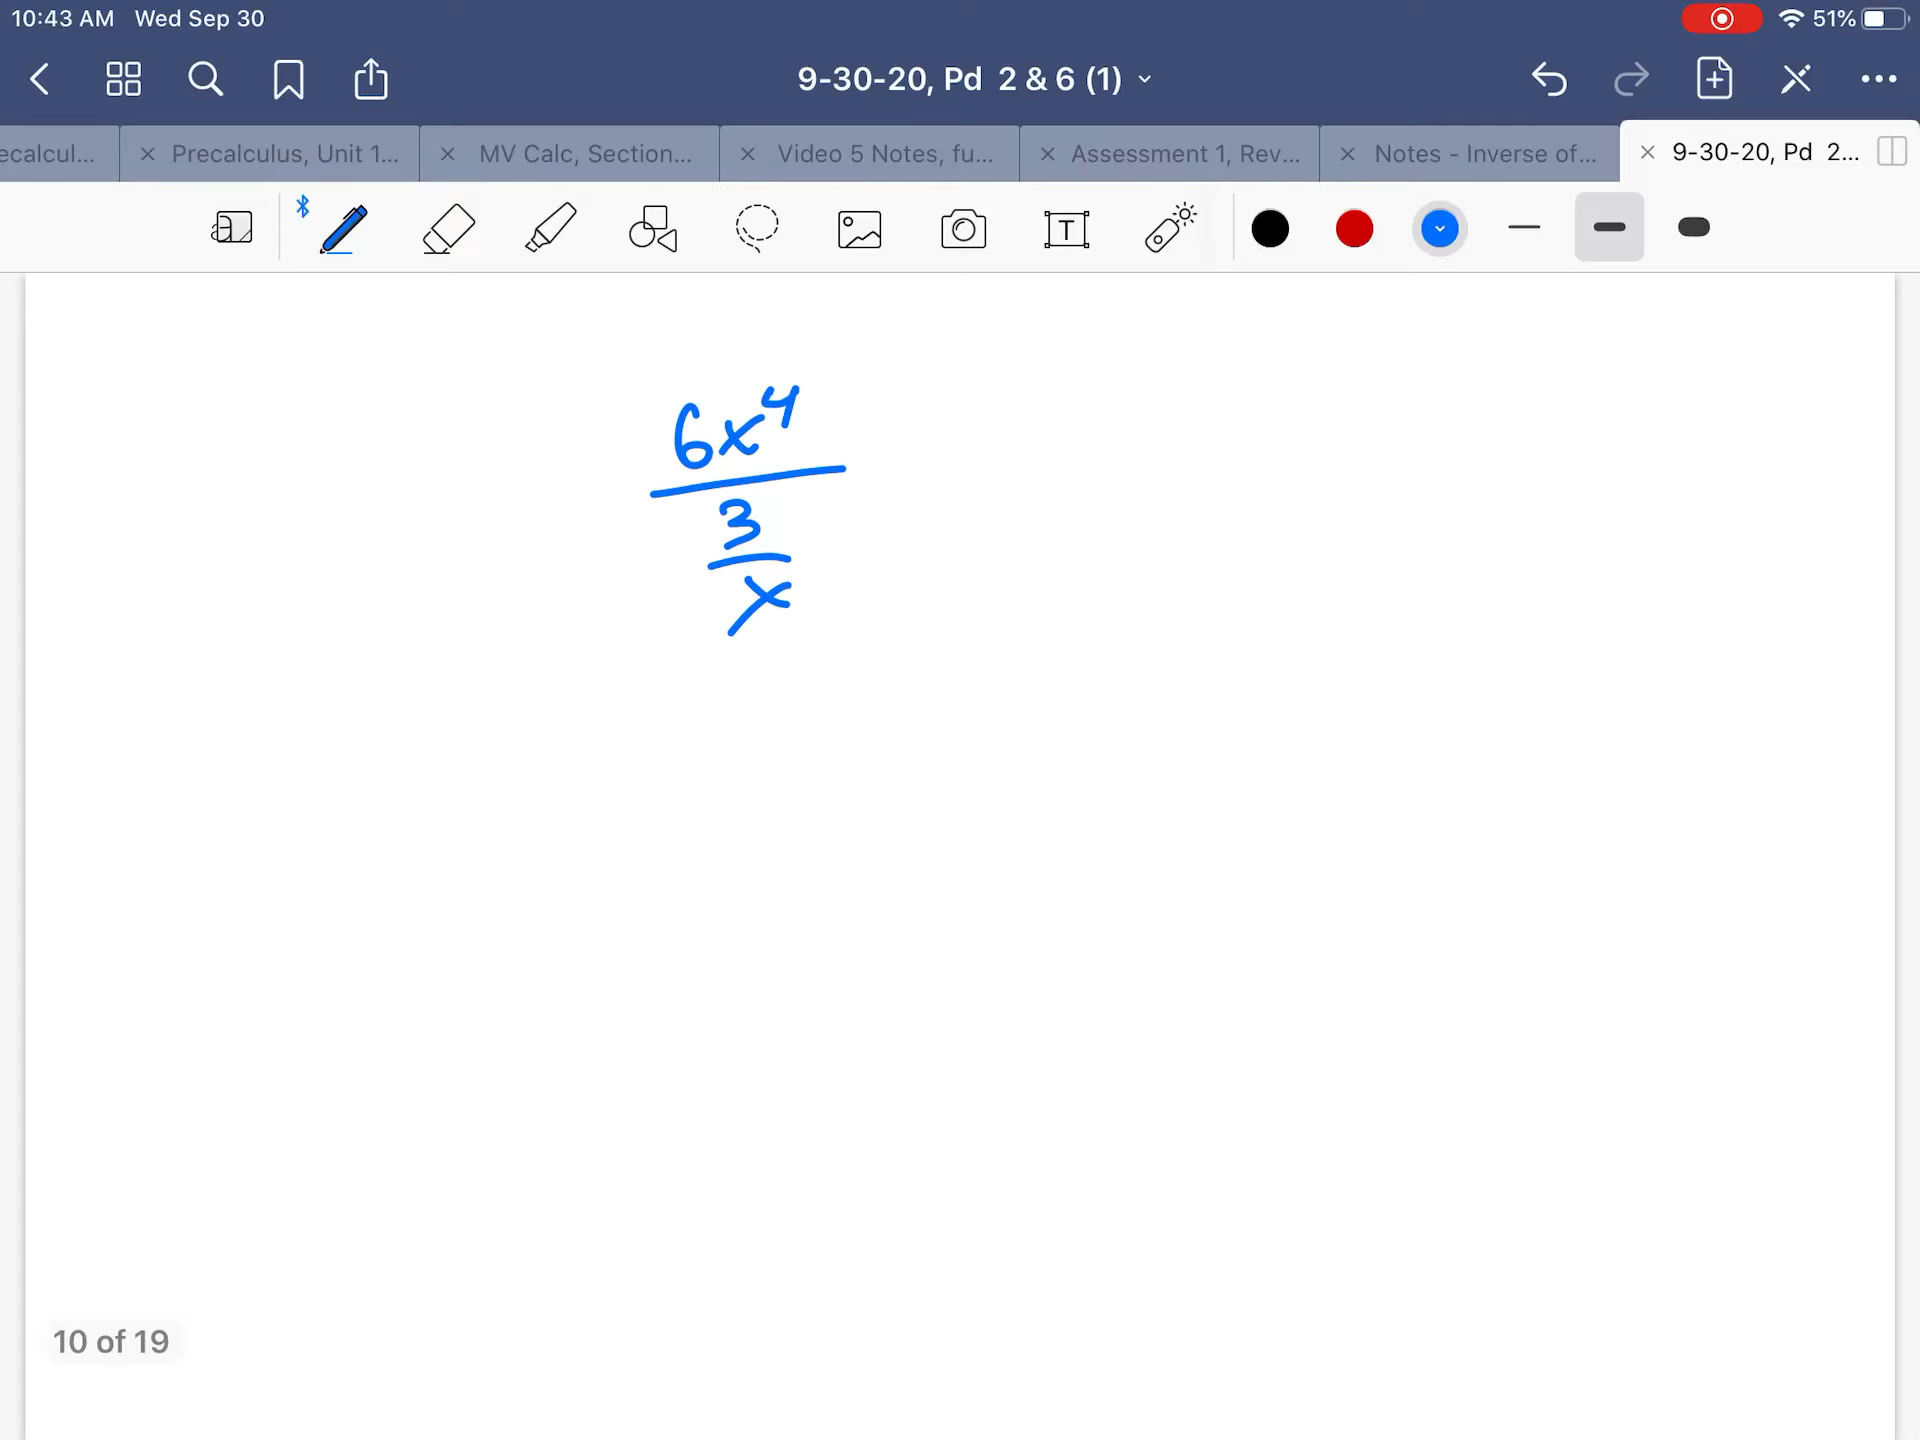 10:43 AM Wed Sep 30
51%
9-30-20, Pd 2 & 6 (1)
ecalcul... Precalculus, Unit 1... MV Calc, Section... Video 5 Notes, fu... Assessment 1, Rev... Notes - Inverse of... 9-30-20, Pd 2...
T
6x⁴
3
x
10 of 19